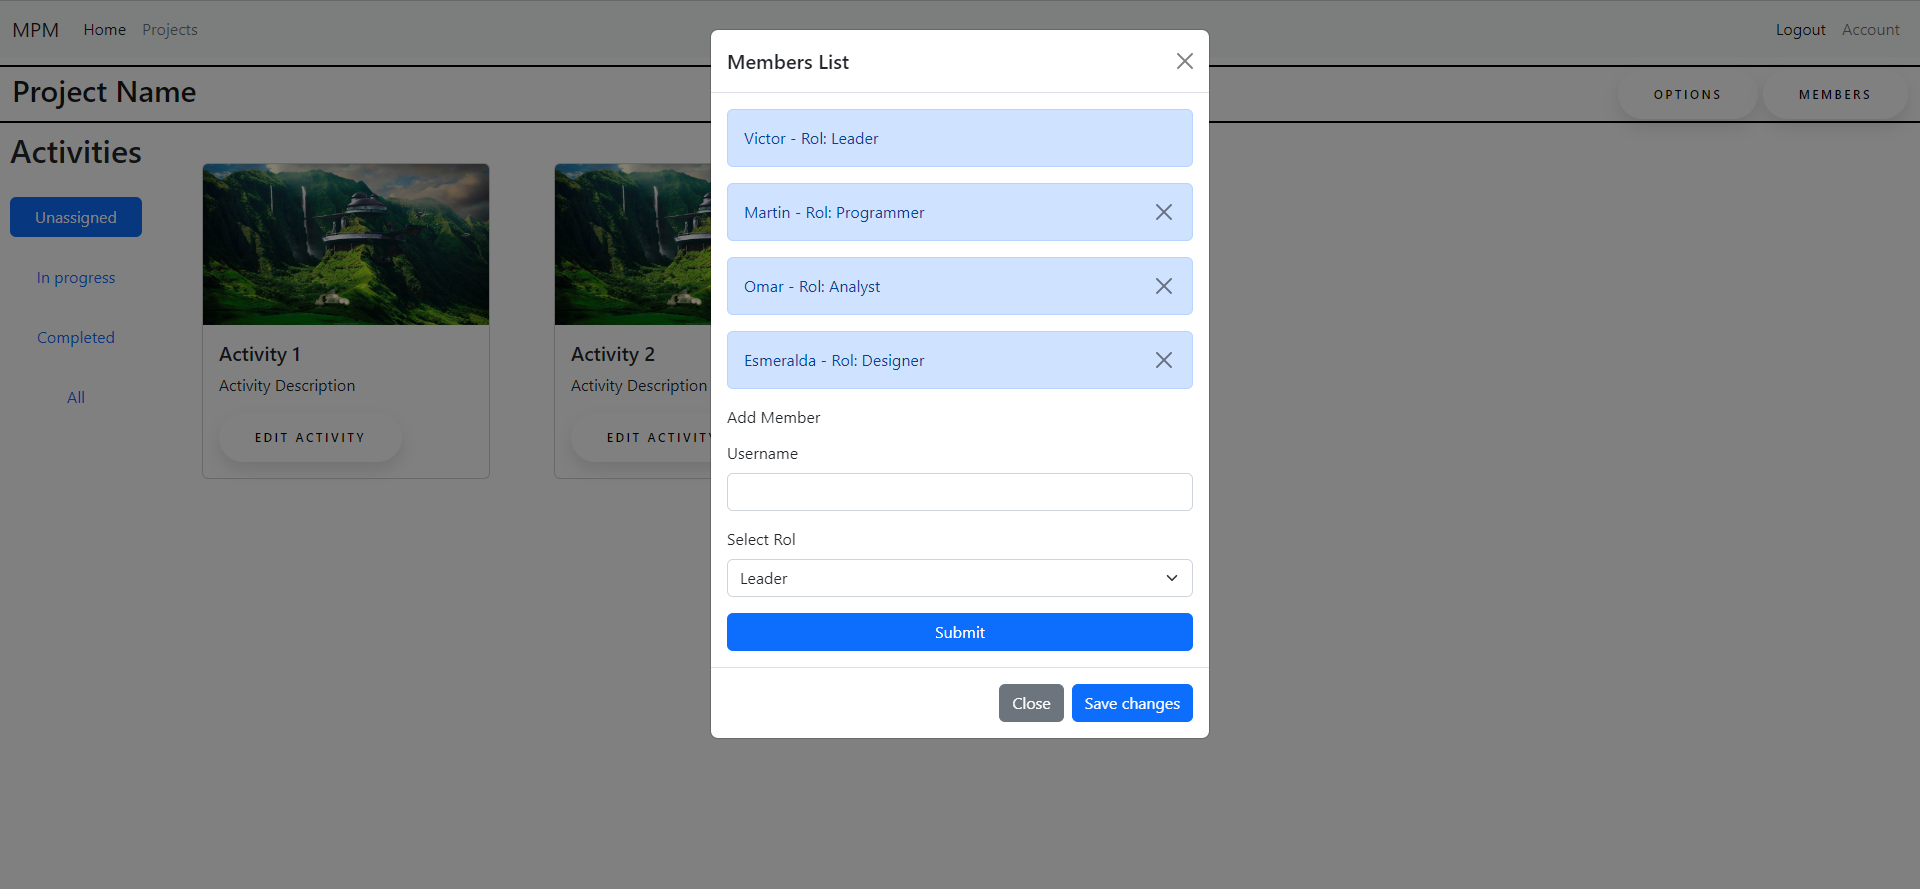 MPM Home Projects Logout Account
Project Name OPTIONS MEMBERS
Activities
Unassigned
In progress
Completed
All
Activity 1
Activity Description
EDIT ACTIVITY
Activity 2
Activity Description
EDIT ACTIVITY
Members List
Victor - Rol: Leader
Martin - Rol: Programmer
Omar - Rol: Analyst
Esmeralda - Rol: Designer
Add Member
Username
Select Rol
Leader
Submit
Close Save changes